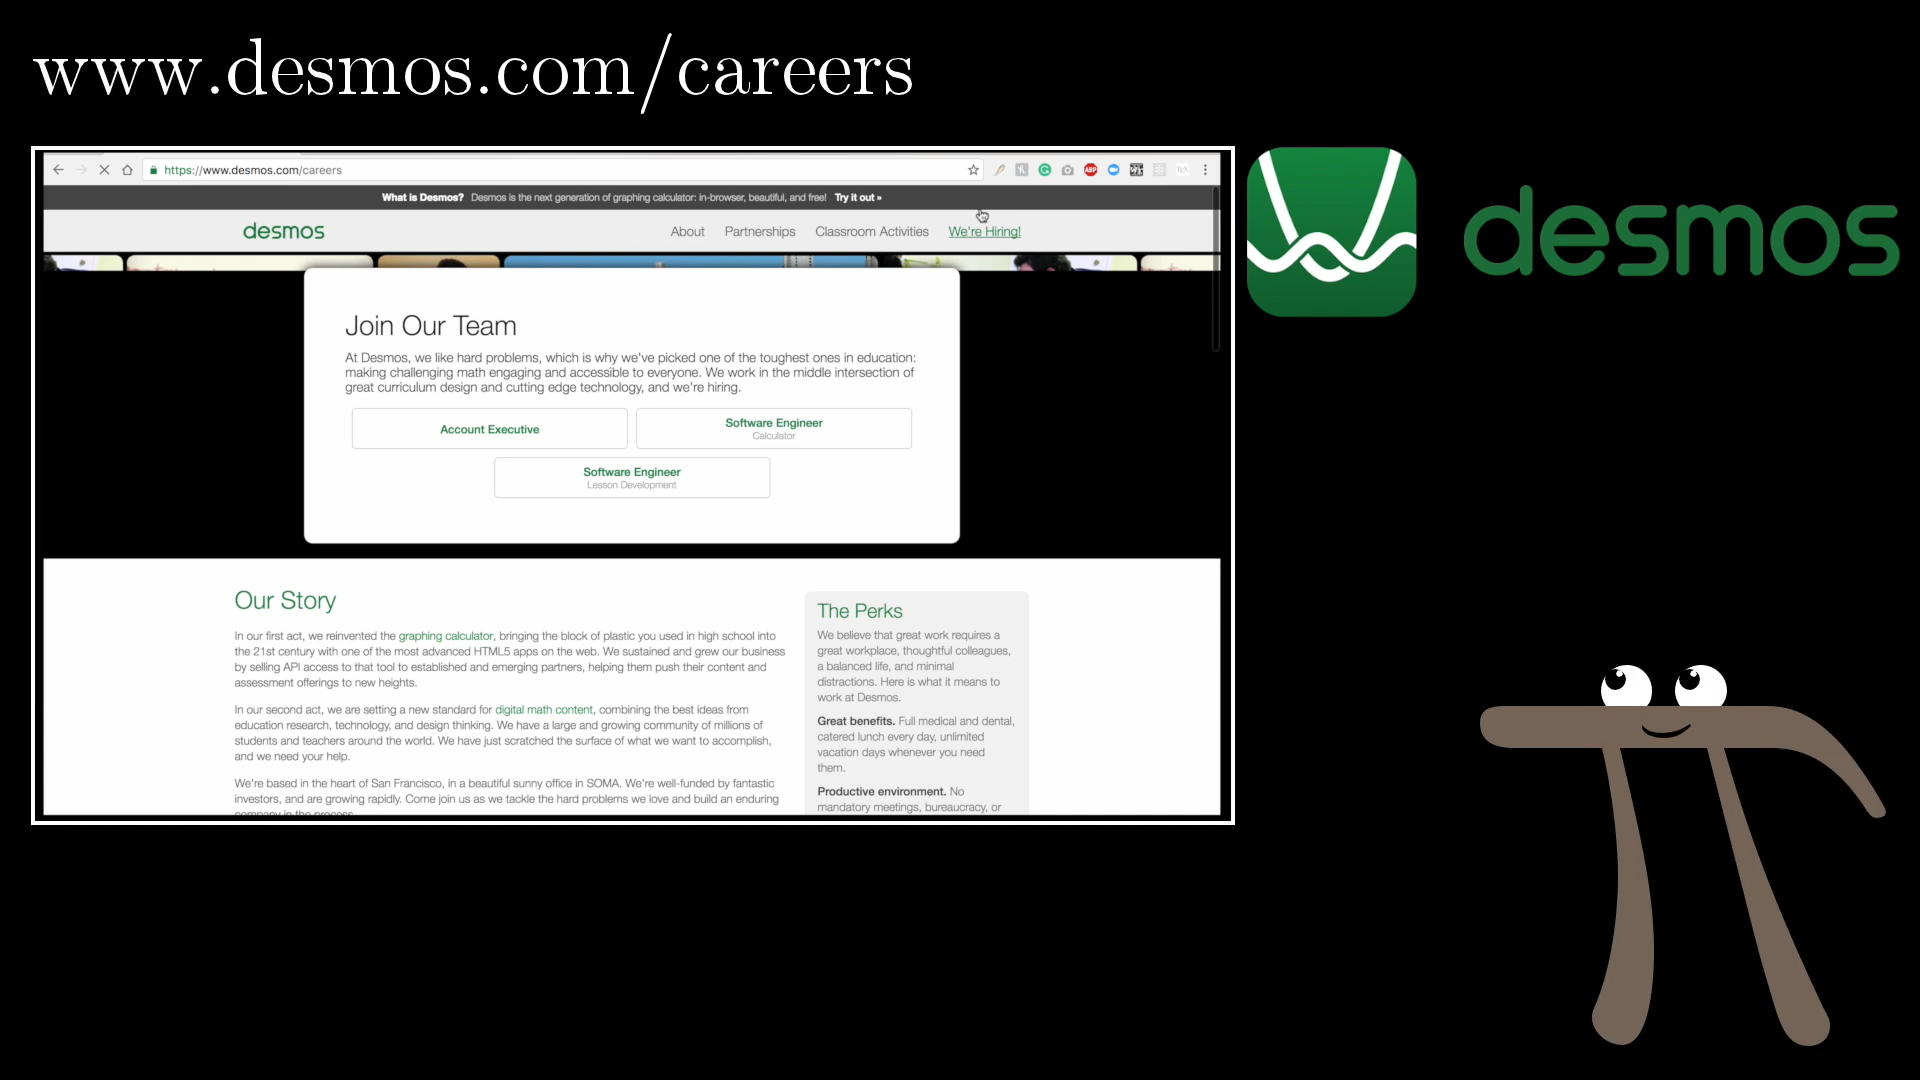 www.desmos.com/careers
https://www.desmos.com/careers
What is Desmos? Desmos is the next generation of graphing calculator: in-browser, beautiful, and free! Try it out »
desmos
About Partnerships Classroom Activities We're Hiring!
desmos
Join Our Team
At Desmos, we like hard problems, which is why we've picked one of the toughest ones in education:
making challenging math engaging and accessible to everyone. We work in the middle intersection of
great curriculum design and cutting edge technology, and we're hiring.
Account Executive
Software Engineer
Calculator
Software Engineer
Lesson Development
Our Story
In our first act, we reinvented the graphing calculator, bringing the block of plastic you used in high school into
the 21st century with one of the most advanced HTML5 apps on the web. We sustained and grew our business
by selling API access to that tool to established and emerging partners, helping them push their content and
assessment offerings to new heights.
In our second act, we are setting a new standard for digital math content, combining the best ideas from
education research, technology, and design thinking. We have a large and growing community of millions of
students and teachers around the world. We have just scratched the surface of what we want to accomplish,
and we need your help.
We're based in the heart of San Francisco, in a beautiful sunny office in SOMA. We're well-funded by fantastic
investors, and are growing rapidly. Come join us as we tackle the hard problems we love and build an enduring
company in the process.
The Perks
We believe that great work requires a
great workplace, thoughtful colleagues,
a balanced life, and minimal
distractions. Here is what it means to
work at Desmos.
Great benefits. Full medical and dental,
catered lunch every day, unlimited
vacation days whenever you need
them.
Productive environment. No
mandatory meetings, bureaucracy, or